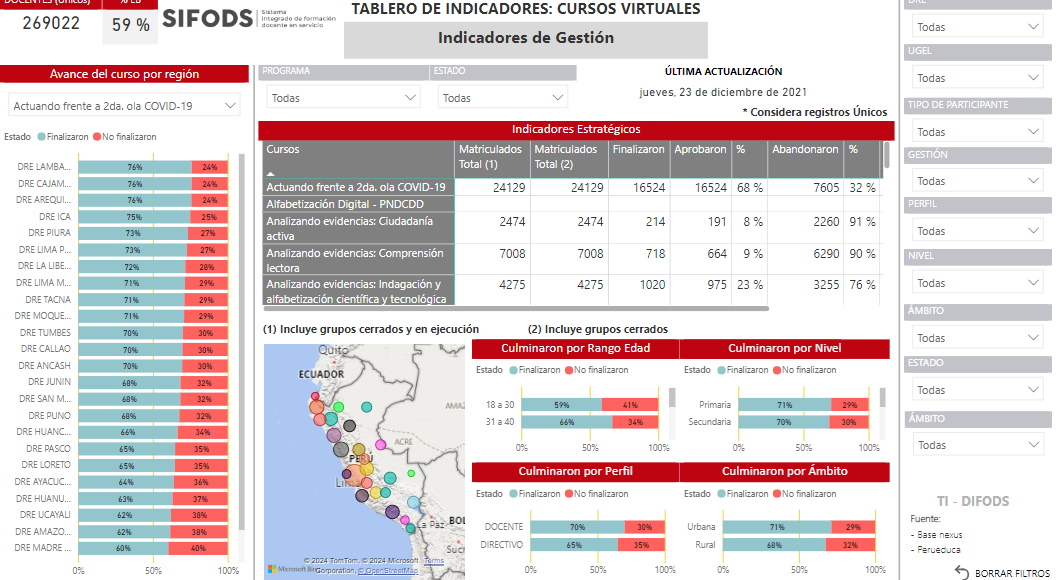 DOCENTES (Únicos)
269022
% EB
59 %
SIFODS
Sistema
integrado de formación
docente en servicio
TABLERO DE INDICADORES: CURSOS VIRTUALES
Indicadores de Gestión
Avance del curso por región
Actuando frente a 2da. ola COVID-19
Estado Finalizaron No finalizaron
DRE LAMBA... 76% 24%
DRE CAJAM... 76% 24%
DRE AREQUI... 76% 24%
DRE ICA 75% 25%
DRE PIURA 73% 27%
DRE LIMA P... 73% 27%
DRE LA LIBE... 72% 28%
DRE LIMA M... 71% 29%
DRE TACNA 71% 29%
DRE MOQUE... 71% 29%
DRE TUMBES 70% 30%
DRE CALLAO 70% 30%
DRE ANCASH 70% 30%
DRE JUNIN 68% 32%
DRE SAN M... 68% 32%
DRE PUNO 68% 32%
DRE HUANC... 66% 34%
DRE PASCO 65% 35%
DRE LORETO 65% 35%
DRE AYACUC... 64% 36%
DRE HUANU... 63% 37%
DRE UCAYALI 62% 38%
DRE AMAZO... 62% 38%
DRE MADRE ... 60% 40%
0% 50% 100%
PROGRAMA
Todas
ESTADO
Todas
ÚLTIMA ACTUALIZACIÓN
jueves, 23 de diciembre de 2021
* Considera registros Únicos
Indicadores Estratégicos
Cursos Matriculados Total (1) Matriculados Total (2) Finalizaron Aprobaron % Abandonaron %
Actuando frente a 2da. ola COVID-19 24129 24129 16524 16524 68 % 7605 32 %
Alfabetización Digital - PNDCDD
Analizando evidencias: Ciudadanía activa 2474 2474 214 191 8 % 2260 91 %
Analizando evidencias: Comprensión lectora 7008 7008 718 664 9 % 6290 90 %
Analizando evidencias: Indagación y alfabetización científica y tecnológica 4275 4275 1020 975 23 % 3255 76 %
(1) Incluye grupos cerrados y en ejecución
(2) Incluye grupos cerrados
Quito
ECUADOR
AMAZ
ACRE
PERÚ
Lima
La Paz
BOL
Sucr
© 2024 TomTom, © 2024 Microsoft Corporation, © OpenStreetMap Terms
Microsoft Bing
Culminaron por Rango Edad
Estado Finalizaron No finalizaron
18 a 30 59% 41%
31 a 40 66% 34%
0% 50% 100%
Culminaron por Nivel
Estado Finalizaron No finalizaron
Primaria 71% 29%
Secundaria 70% 30%
0% 50% 100%
Culminaron por Perfil
Estado Finalizaron No finalizaron
DOCENTE 70% 30%
DIRECTIVO 65% 35%
0% 50% 100%
Culminaron por Ámbito
Estado Finalizaron No finalizaron
Urbana 71% 29%
Rural 68% 32%
0% 50% 100%
DRE
Todas
UGEL
Todas
TIPO DE PARTICIPANTE
Todas
GESTIÓN
Todas
PERFIL
Todas
NIVEL
Todas
ÁMBITO
Todas
ESTADO
Todas
ÁMBITO
Todas
TI - DIFODS
Fuente:
- Base nexus
- Perueduca
BORRAR FILTROS